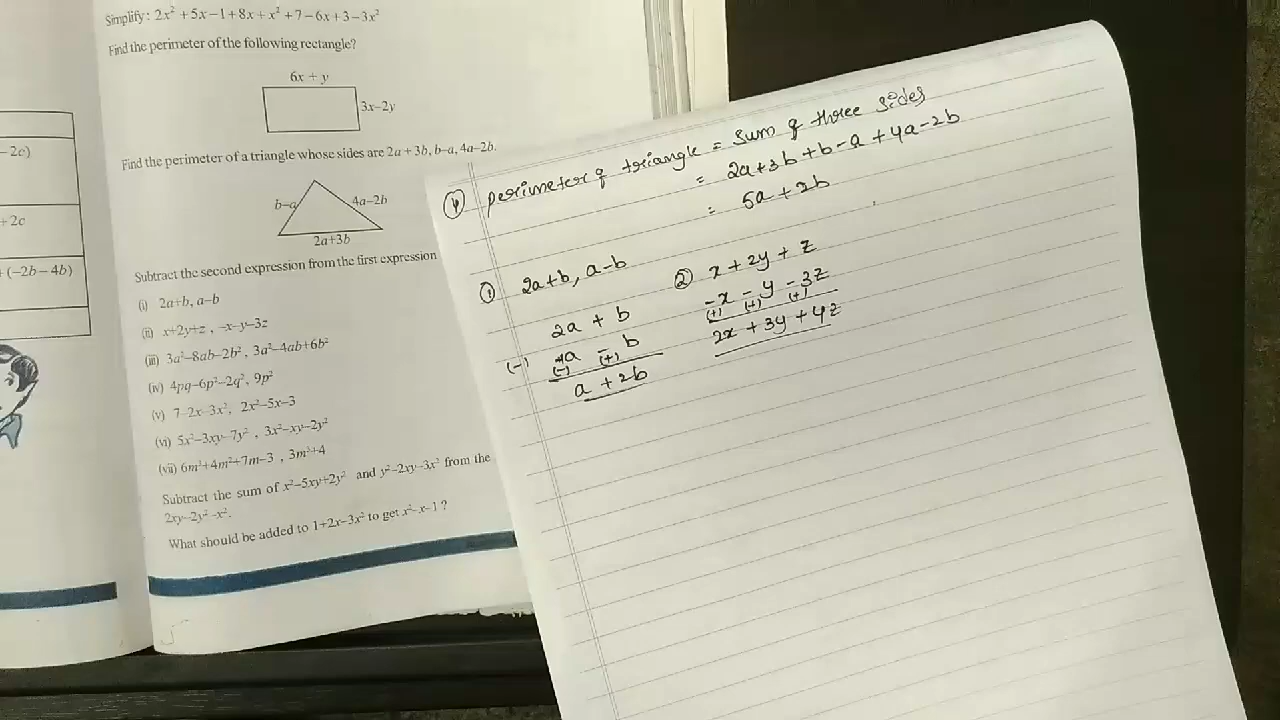 Simplify: 2x² + 5x – 1 + 8x + x² + 7 – 6x + 3 – 3x²
Find the perimeter of the following rectangle?
6x + y
3x–2y
Find the perimeter of a triangle whose sides are 2a + 3b, b–a, 4a–2b.
b–a
4a–2b
2a+3b
Subtract the second expression from the first expression
(i) 2a+b, a–b
(ii) x+2y+z , –x–y–3z
(iii) 3a²–8ab–2b², 3a²–4ab+6b²
(iv) 4pq–6p²–2q², 9p²
(v) 7–2x–3x², 2x²–5x–3
(vi) 5x²–3xy–7y² , 3x²–xy–2y²
(vii) 6m³+4m²+7m–3 , 3m³+4
Subtract the sum of x²–5xy+2y² and y²–2xy–3x² from the
2xy–2y²–x².
What should be added to 1+2x–3x² to get x²–x–1 ?
–2c)
+2c
+ (–2b – 4b)
4 perimeter of triangle = sum of three sides
= 2a+3b+b-a+4a-2b
= 5a+2b
1 2a+b, a-b
2a + b
(-) a - b
(-) (+)
a + 2b
2 x + 2y + z
-x - y - 3z
(+) (+) (+)
2x + 3y + 4z